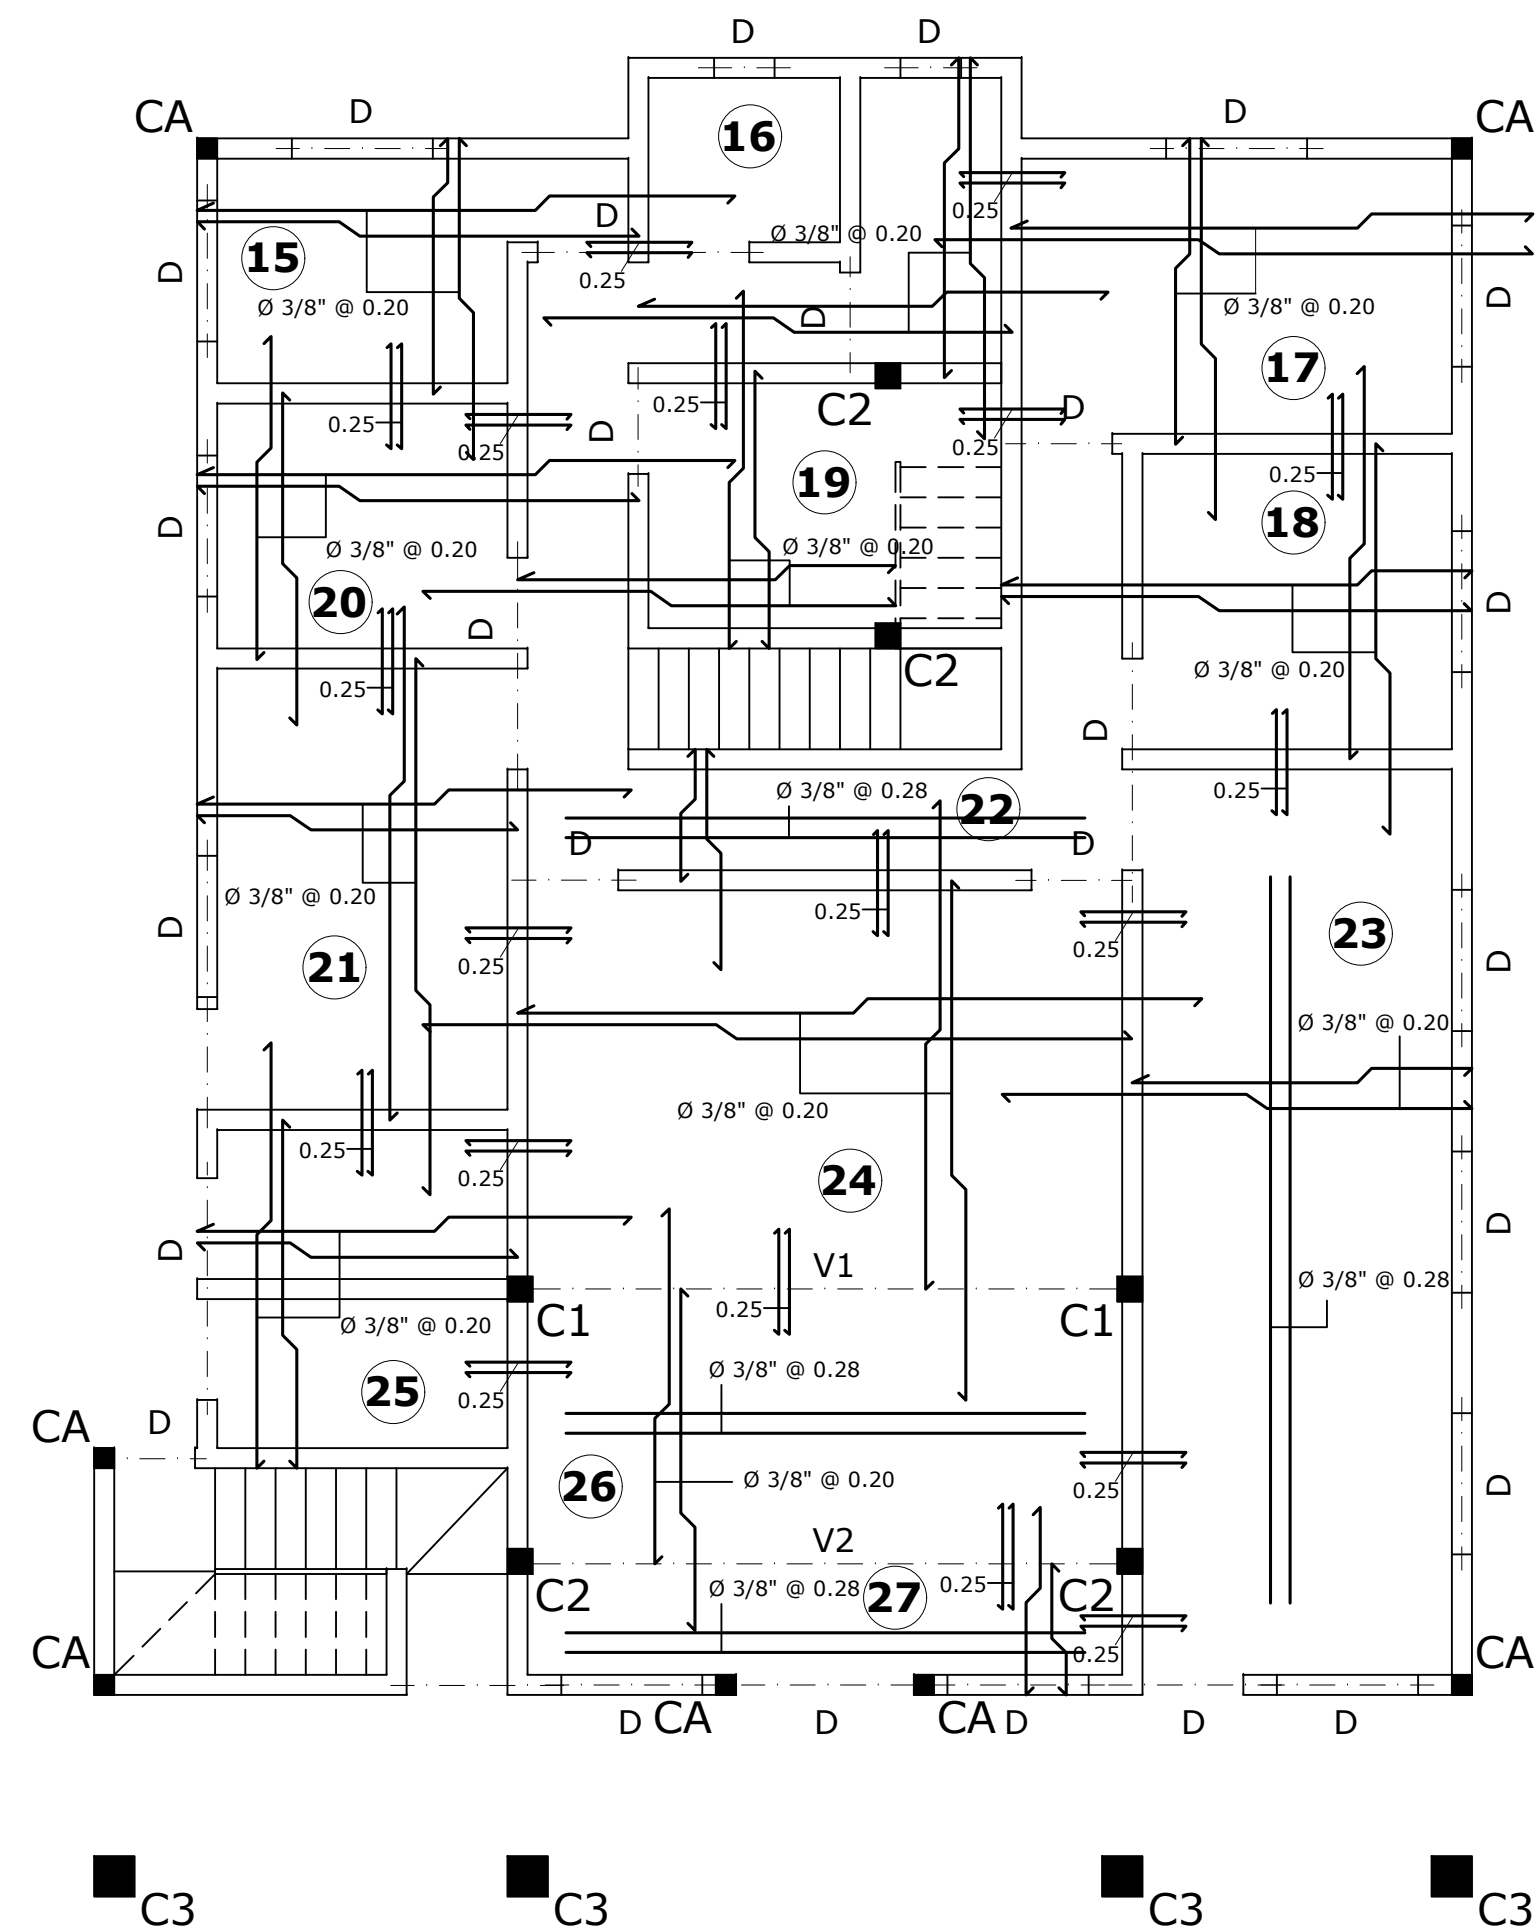 D D
CA D D CA
16
D
0.25
Ø 3/8" @ 0.20
15
D
0.25
Ø 3/8" @ 0.20
D
D
Ø 3/8" @ 0.20
17
0.25
C2
D
0.25
D
0.25
0.25
0.25
19
18
D
Ø 3/8" @ 0.20
Ø 3/8" @ 0.20
20
D
D
C2
0.25
Ø 3/8" @ 0.20
D
Ø 3/8" @ 0.28
22
0.25
D
D
Ø 3/8" @ 0.20
0.25
D
21
0.25
0.25
23
D
Ø 3/8" @ 0.20
Ø 3/8" @ 0.20
0.25
0.25
24
D
D
V1
Ø 3/8" @ 0.28
0.25
C1
C1
Ø 3/8" @ 0.20
Ø 3/8" @ 0.28
25
0.25
CA D
26
Ø 3/8" @ 0.20
0.25
D
V2
Ø 3/8" @ 0.28
27
0.25
C2
C2
CA
0.25
CA
D CA D CA D D D
C3 C3 C3 C3